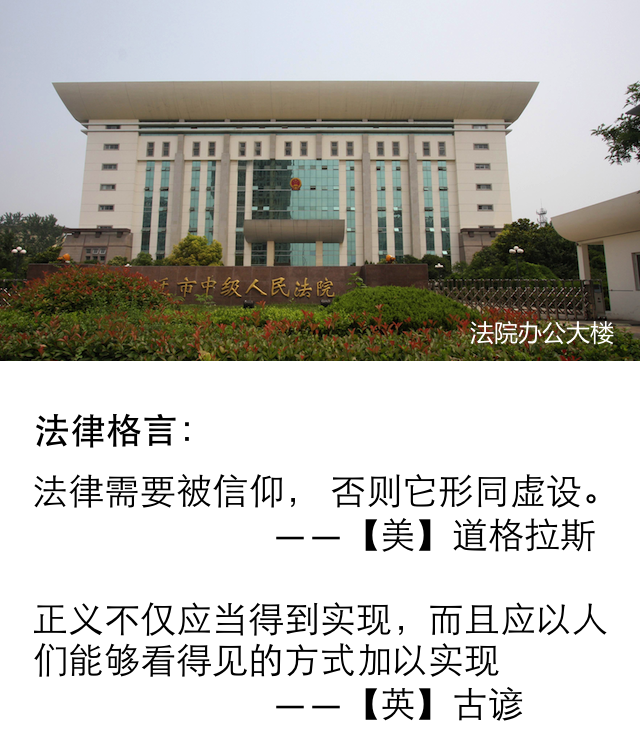 市中级人民法院
法院办公大楼
法律格言：
法律需要被信仰， 否则它形同虚设。
——【美】道格拉斯
正义不仅应当得到实现，而且应以人
们能够看得见的方式加以实现
——【英】古谚